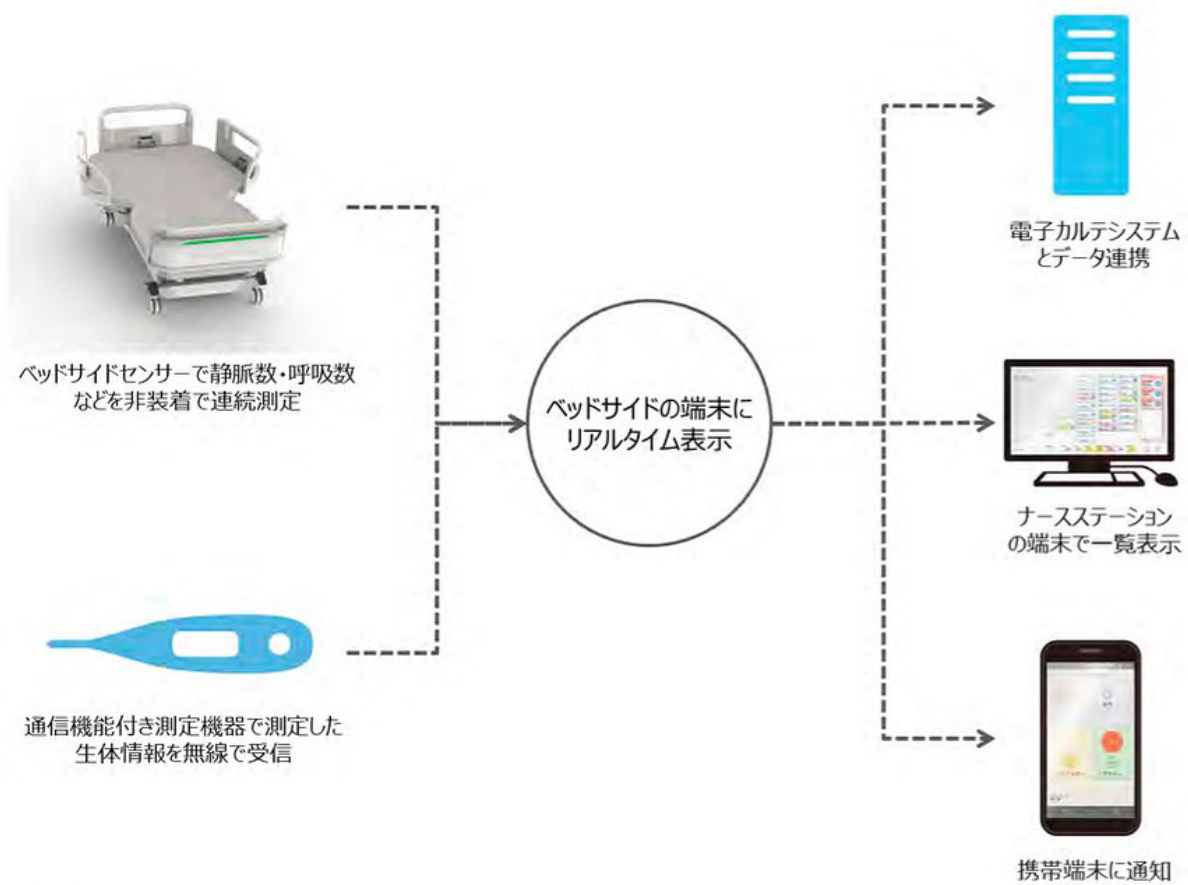 ベッドサイドセンサーで静脈数・呼吸数
などを非装着で連続測定
通信機能付き測定機器で測定した
生体情報を無線で受信
ベッドサイドの端末に
リアルタイム表示
電子カルテシステム
とデータ連携
ナースステーション
の端末で一覧表示
携帯端末に通知